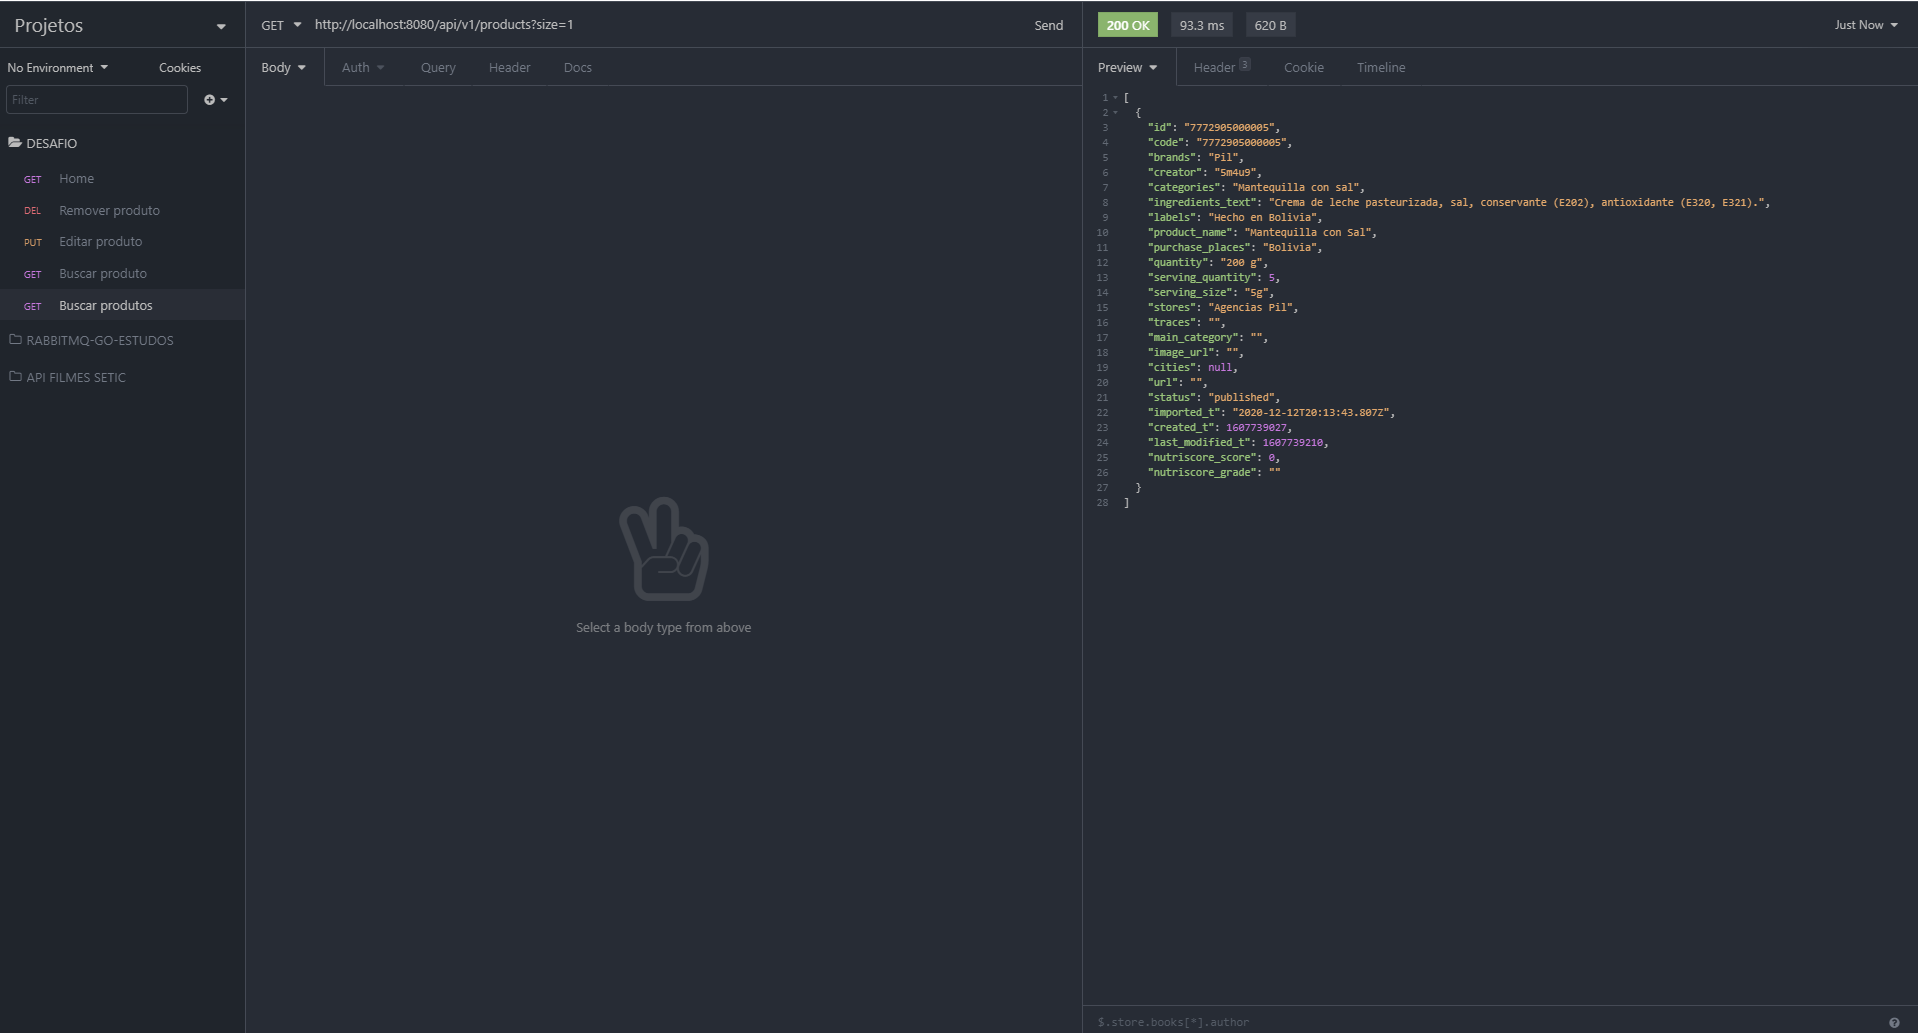 Projetos
No Environment Cookies
Filter
DESAFIO
GET Home
DEL Remover produto
PUT Editar produto
GET Buscar produto
GET Buscar produtos
RABBITMQ-GO-ESTUDOS
API FILMES SETIC
GET http://localhost:8080/api/v1/products?size=1 Send
Body Auth Query Header Docs
Select a body type from above
200 OK 93.3 ms 620 B Just Now
Preview Header 3 Cookie Timeline
1 [
2 {
3 "id": "7772905000005",
4 "code": "7772905000005",
5 "brands": "Pil",
6 "creator": "5m4u9",
7 "categories": "Mantequilla con sal",
8 "ingredients_text": "Crema de leche pasteurizada, sal, conservante (E202), antioxidante (E320, E321).",
9 "labels": "Hecho en Bolivia",
10 "product_name": "Mantequilla con Sal",
11 "purchase_places": "Bolivia",
12 "quantity": "200 g",
13 "serving_quantity": 5,
14 "serving_size": "5g",
15 "stores": "Agencias Pil",
16 "traces": "",
17 "main_category": "",
18 "image_url": "",
19 "cities": null,
20 "url": "",
21 "status": "published",
22 "imported_t": "2020-12-12T20:13:43.807Z",
23 "created_t": 1607739027,
24 "last_modified_t": 1607739210,
25 "nutriscore_score": 0,
26 "nutriscore_grade": ""
27 }
28 ]
$.store.books[*].author